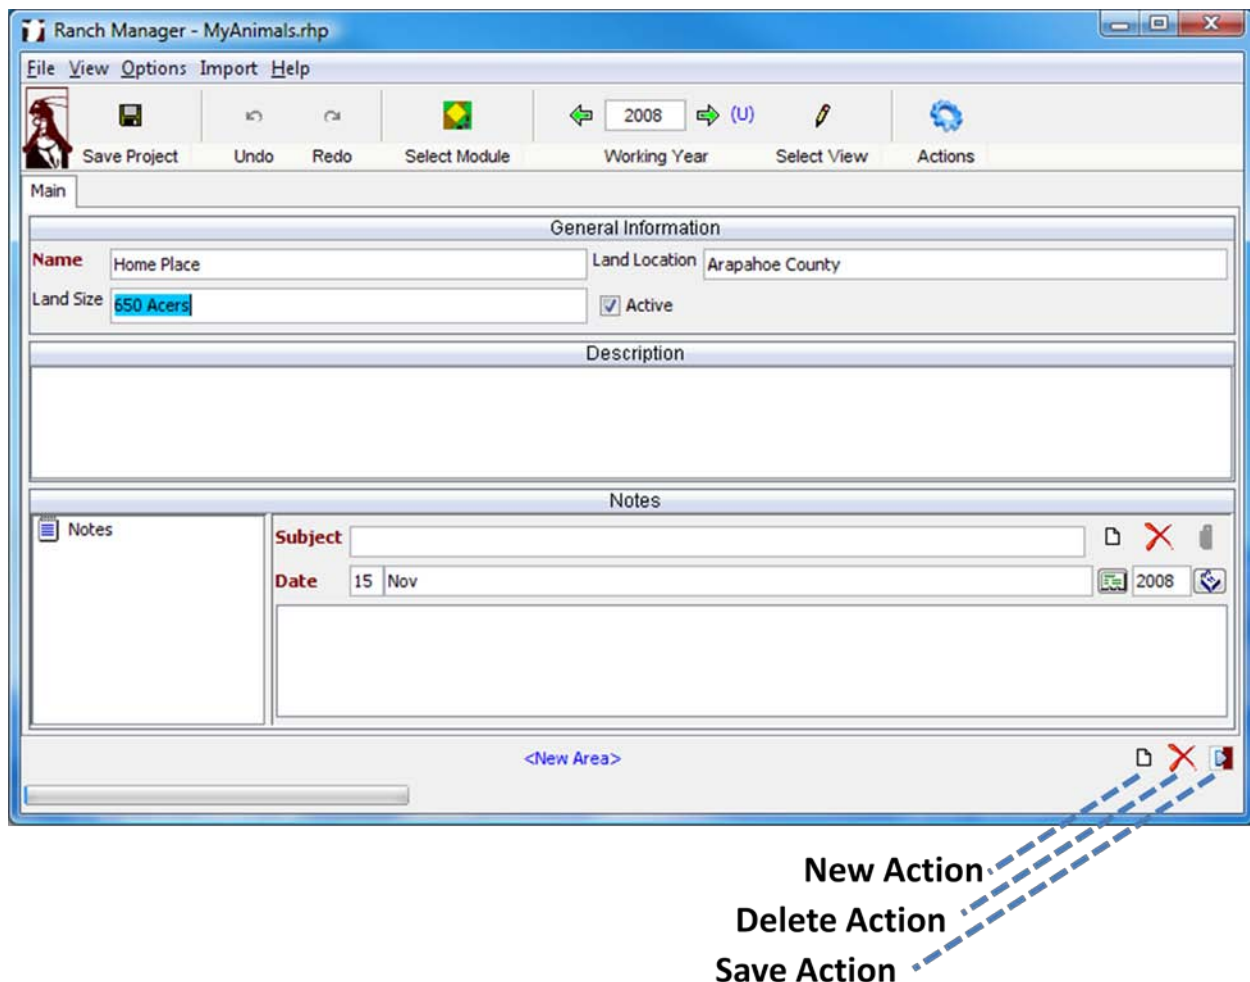 Ranch Manager - MyAnimals.rhp
File View Options Import Help
2008 (U)
Save Project Undo Redo Select Module Working Year Select View Actions
Main
General Information
Name Home Place Land Location Arapahoe County
Land Size 650 Acers Active
Description
Notes
Notes
Subject
Date 15 Nov 2008
<New Area>
New Action
Delete Action
Save Action